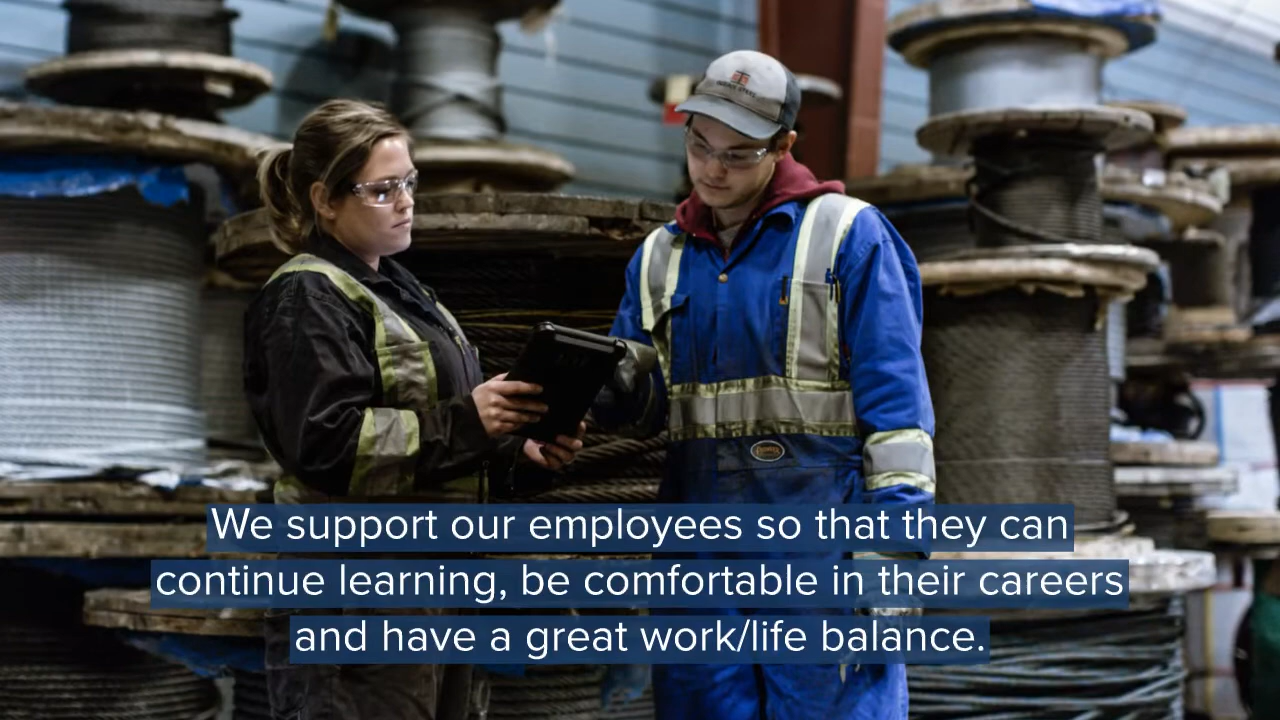 We support our employees so that they can
continue learning, be comfortable in their careers
and have a great work/life balance.